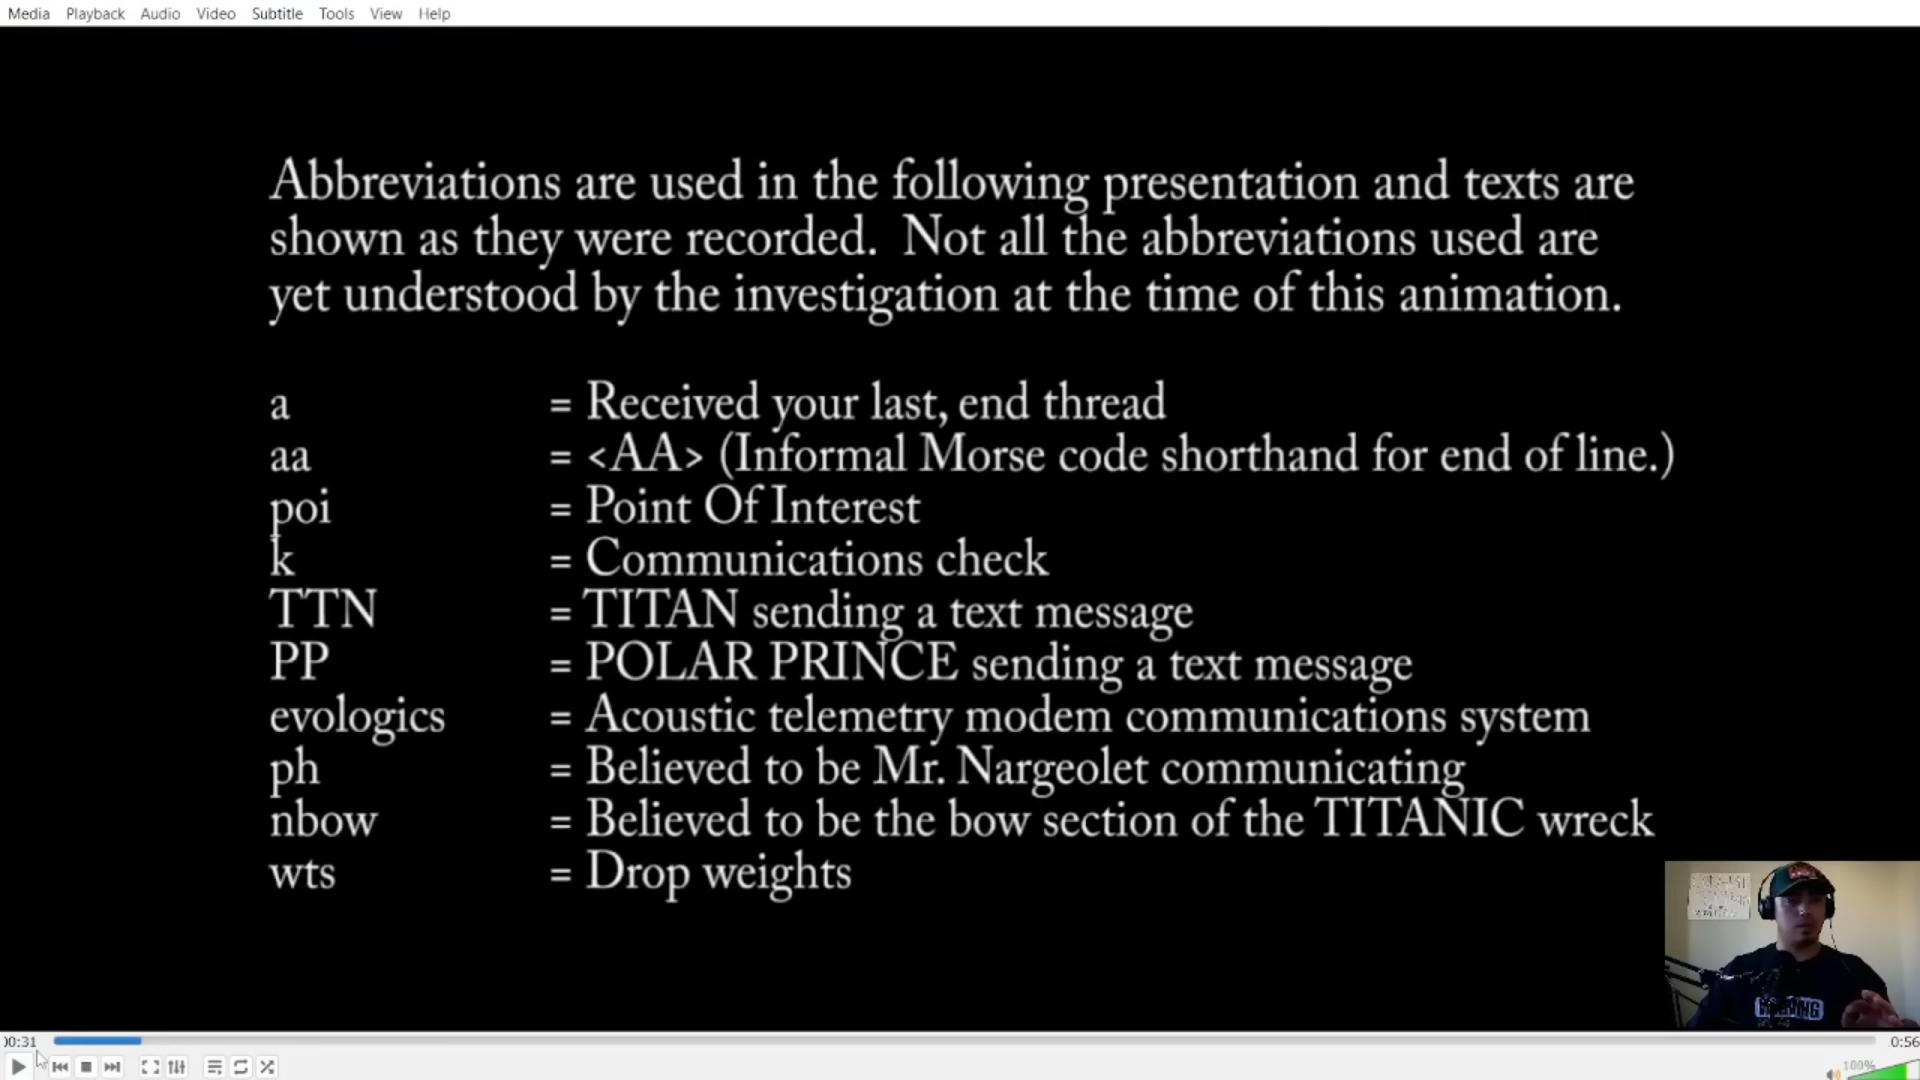 Media Playback Audio Video Subtitle Tools View Help
Abbreviations are used in the following presentation and texts are
shown as they were recorded.  Not all the abbreviations used are
yet understood by the investigation at the time of this animation.
a = Received your last, end thread
aa = <AA> (Informal Morse code shorthand for end of line.)
poi = Point Of Interest
k = Communications check
TTN = TITAN sending a text message
PP = POLAR PRINCE sending a text message
evologics = Acoustic telemetry modem communications system
ph = Believed to be Mr. Nargeolet communicating
nbow = Believed to be the bow section of the TITANIC wreck
wts = Drop weights
00:31 0:56
100%